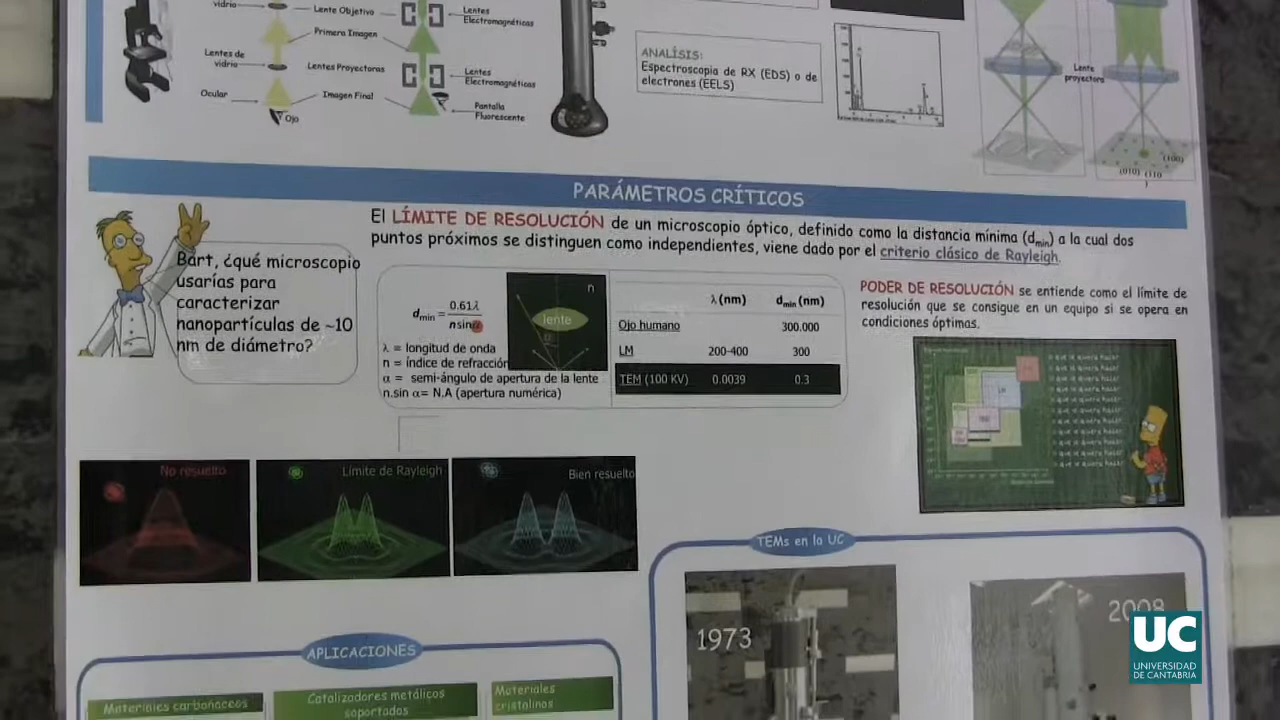 vidrio
Lente Objetivo
Lentes
Electromagnéticas
Primera Imagen
Lentes de
vidrio
Lentes Proyectoras
Lentes
Electromagnéticas
Ocular
Imagen Final
Ojo
Pantalla
Fluorescente
ANALÍSIS:
Espectroscopia de RX (EDS) o de
electrones (EELS)
Lente
proyectora
(100)
(010) (110
)
PARÁMETROS CRÍTICOS
El LÍMITE DE RESOLUCIÓN de un microscopio óptico, definido como la distancia mínima (dmin) a la cual dos
puntos próximos se distinguen como independientes, viene dado por el criterio clásico de Rayleigh.
Bart, ¿qué microscopio
usarías para
caracterizar
nanopartículas de ~10
nm de diámetro?
dmin = 0.61λ / n sinα
λ = longitud de onda
n = índice de refracción
α = semi-ángulo de apertura de la lente
n.sin α= N.A (apertura numérica)
n
lente
α
λ (nm) dmin (nm)
Ojo humano 300.000
LM 200-400 300
TEM (100 KV) 0.0039 0.3
PODER DE RESOLUCIÓN se entiende como el límite de
resolución que se consigue en un equipo si se opera en
condiciones óptimas.
No resuelto
Límite de Rayleigh
Bien resuelto
TEMs en la UC
1973
2008
APLICACIONES
Materiales carbonaceos
Catalizadores metálicos
soportados
Materiales
cristalinos
UC
UNIVERSIDAD
DE CANTABRIA